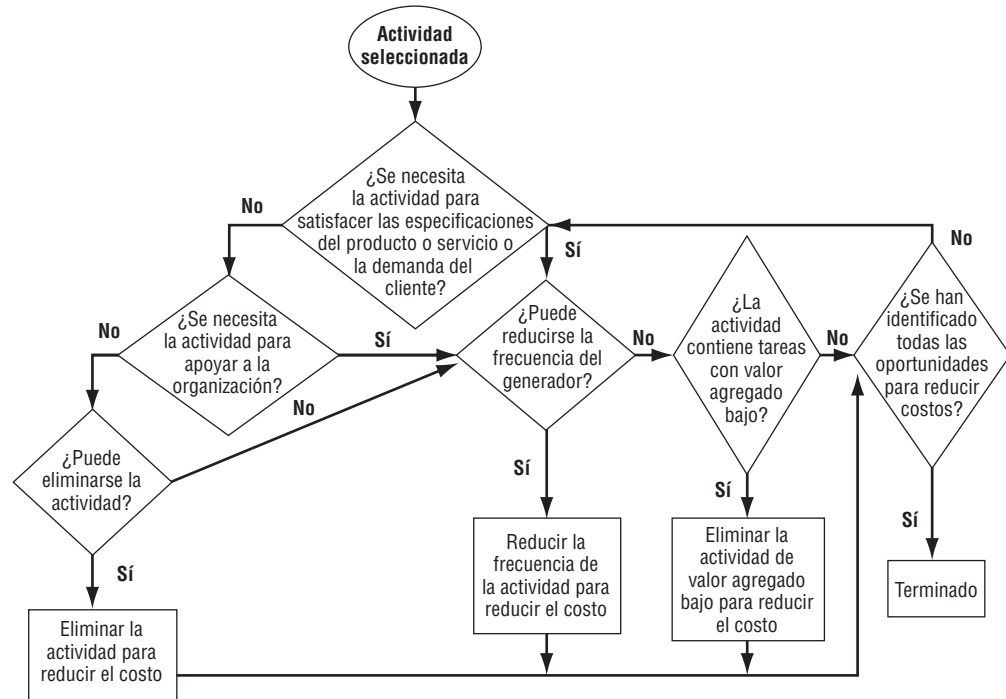 Actividad
seleccionada
¿Se necesita
la actividad para
satisfacer las especificaciones
del producto o servicio o
la demanda del
cliente?
No
Sí
No
¿Se necesita
la actividad para
apoyar a la
organización?
No
Sí
¿Puede
reducirse la
frecuencia del
generador?
No
¿La
actividad
contiene tareas
con valor
agregado
bajo?
No
¿Se han
identificado
todas las
oportunidades
para reducir
costos?
¿Puede
eliminarse la
actividad?
No
Sí
Sí
Sí
Sí
Eliminar la
actividad para
reducir el costo
Reducir la
frecuencia de
la actividad para
reducir el costo
Eliminar la
actividad de
valor agregado
bajo para reducir
el costo
Terminado